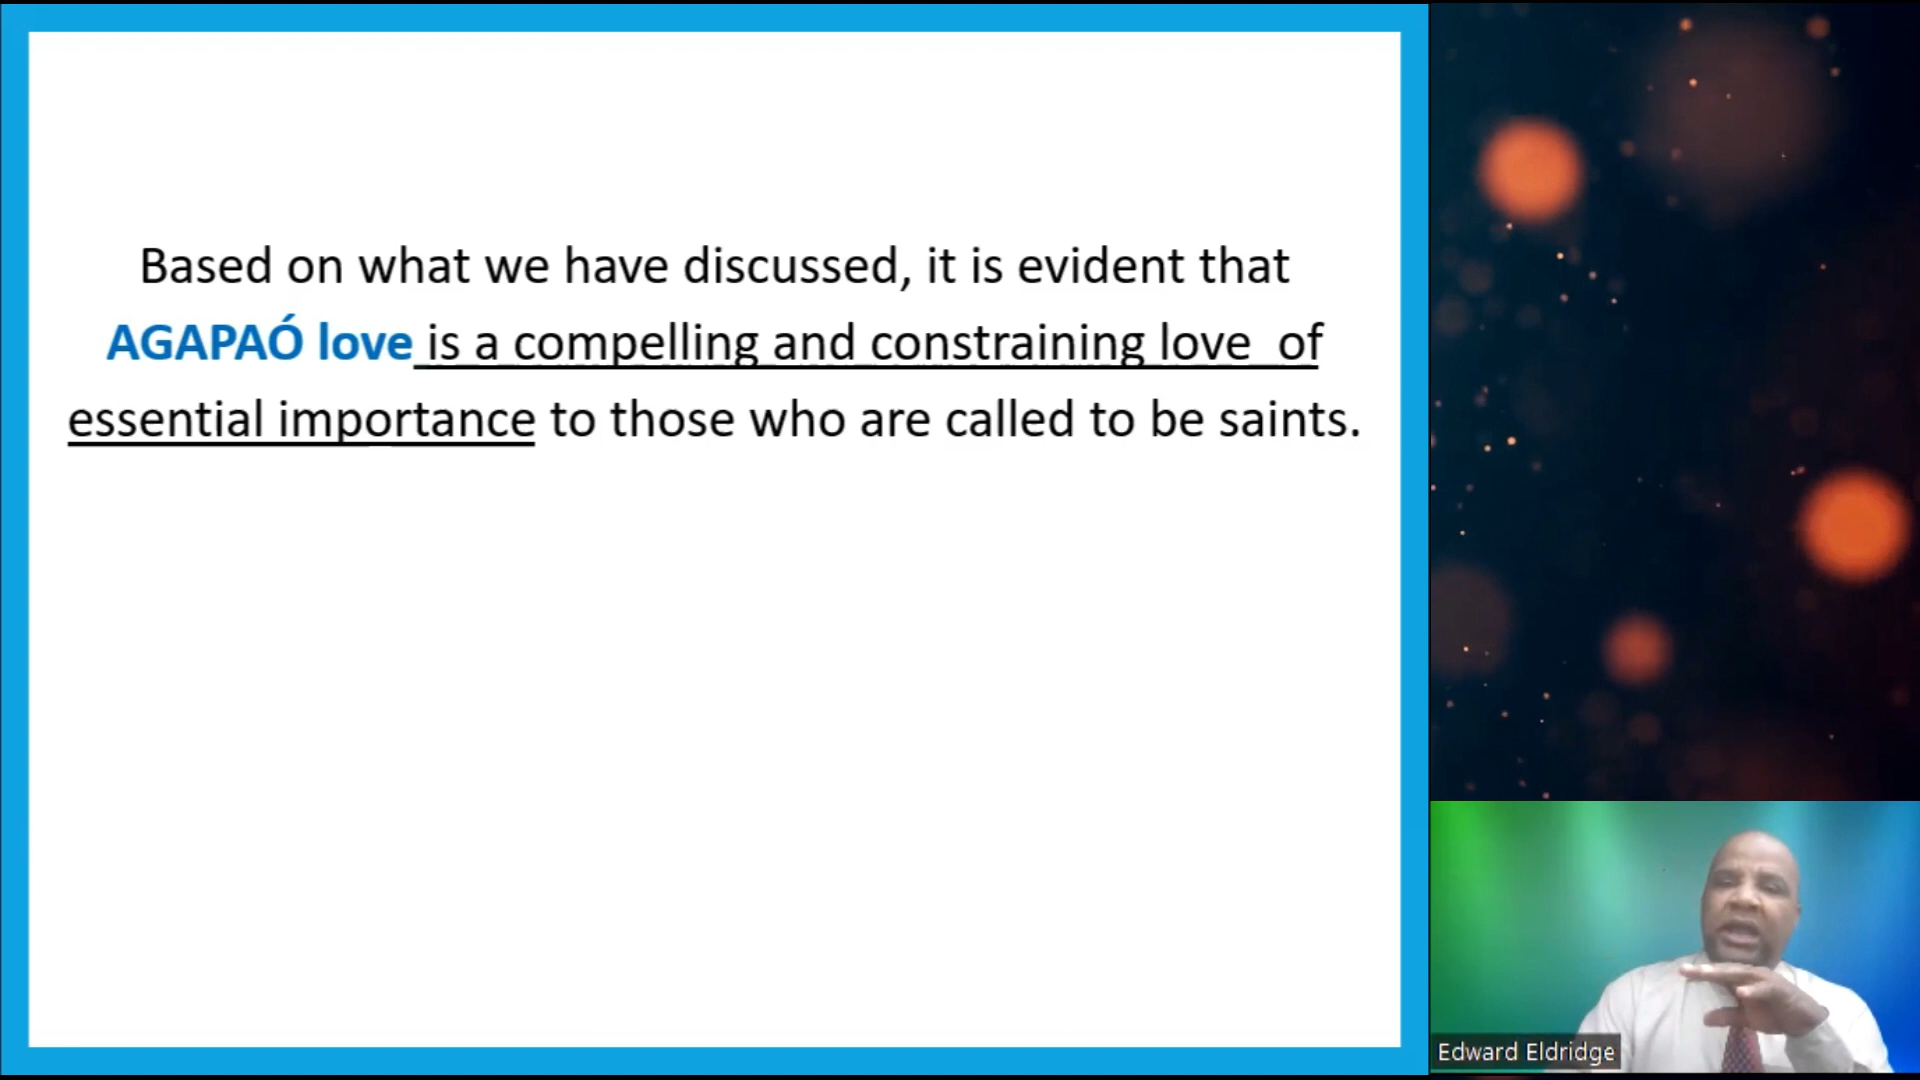 Based on what we have discussed, it is evident that
AGAPAÓ love is a compelling and constraining love  of
essential importance to those who are called to be saints.
Edward Eldridge